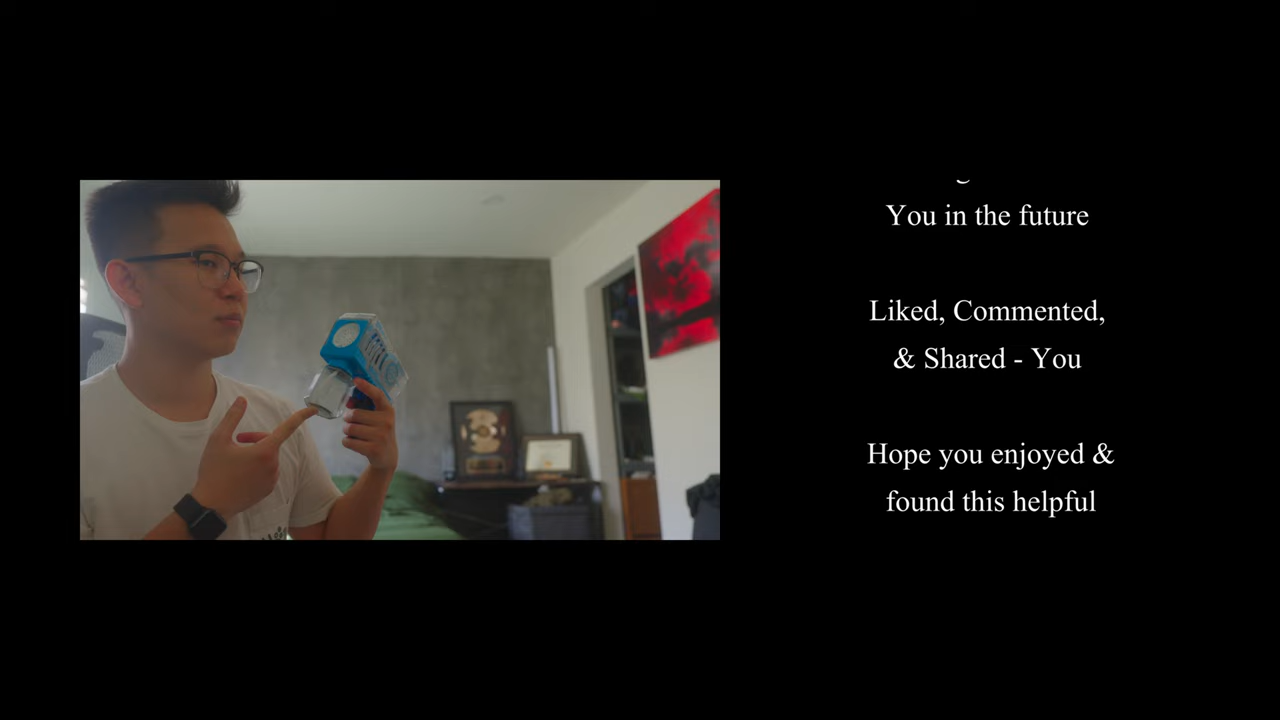 You in the future
Liked, Commented,
& Shared - You
Hope you enjoyed &
found this helpful